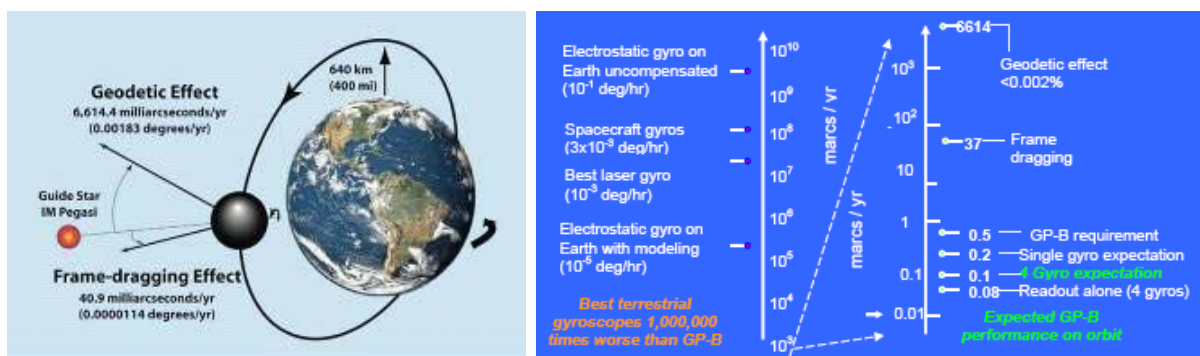 640 km
(400 mi)
Geodetic Effect
6,614.4 milliarcseconds/yr
(0.00183 degrees/yr)
Guide Star
IM Pegasi
Frame-dragging Effect
40.9 milliarcseconds/yr
(0.0000114 degrees/yr)
Electrostatic gyro on
Earth uncompensated
(10⁻¹ deg/hr)
Spacecraft gyros
(3x10⁻³ deg/hr)
Best laser gyro
(10⁻³ deg/hr)
Electrostatic gyro on
Earth with modeling
(10⁻⁵ deg/hr)
Best terrestrial
gyroscopes 1,000,000
times worse than GP-B
10¹⁰
10⁹
10⁸
10⁷
10⁶
10⁵
10⁴
10³
marcs / yr
marcs / yr
10³
10²
10
1
0.1
0.01
6614
Geodetic effect
<0.002%
37 Frame
dragging
0.5 GP-B requirement
0.2 Single gyro expectation
0.1 4 Gyro expectation
0.08 Readout alone (4 gyros)
Expected GP-B
performance on orbit